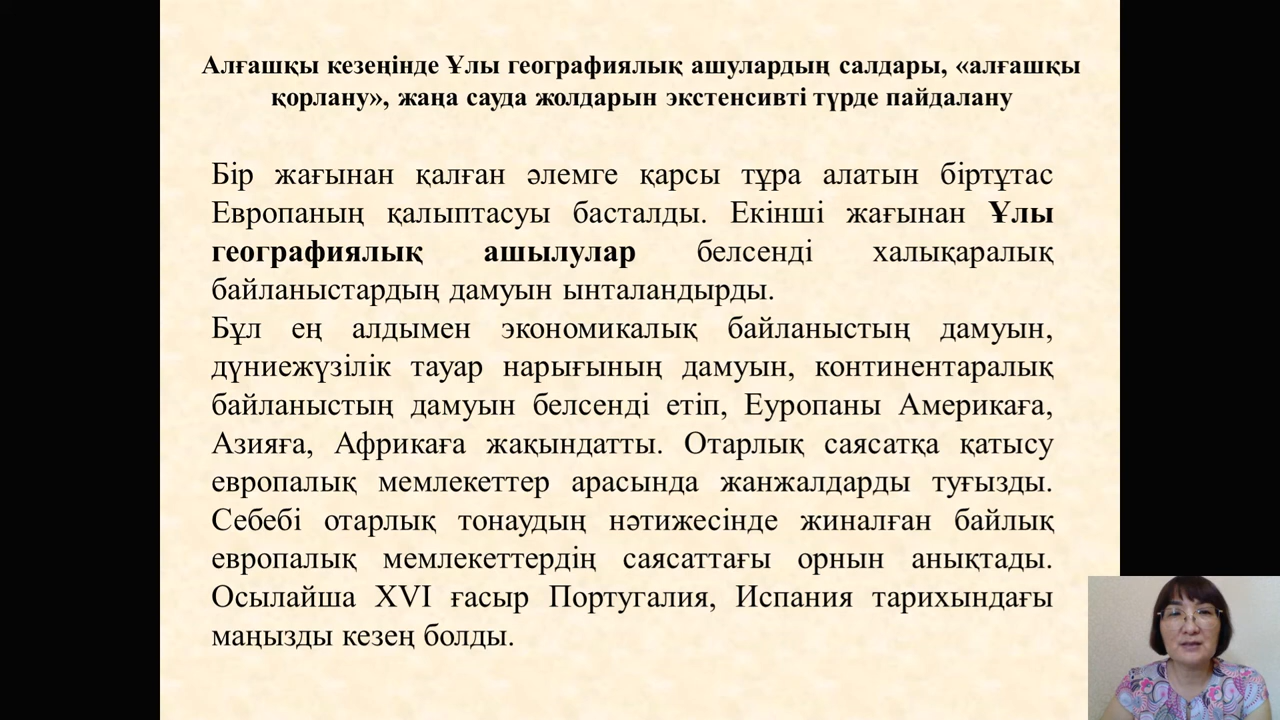 Алғашқы кезеңінде Ұлы географиялық ашулардың салдары, «алғашқы
қорлану», жаңа сауда жолдарын экстенсивті түрде пайдалану
Бір жағынан қалған әлемге қарсы тұра алатын біртұтас
Европаның қалыптасуы басталды. Екінші жағынан Ұлы
географиялық ашылулар белсенді халықаралық
байланыстардың дамуын ынталандырды.
Бұл ең алдымен экономикалық байланыстың дамуын,
дүниежүзілік тауар нарығының дамуын, континентаралық
байланыстың дамуын белсенді етіп, Еуропаны Америкаға,
Азияға, Африкаға жақындатты. Отарлық саясатқа қатысу
европалық мемлекеттер арасында жанжалдарды туғызды.
Себебі отарлық тонаудың нәтижесінде жиналған байлық
европалық мемлекеттердің саясаттағы орнын анықтады.
Осылайша XVI ғасыр Португалия, Испания тарихындағы
маңызды кезең болды.